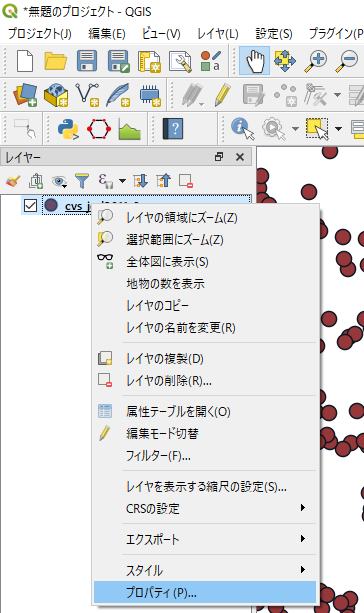 *無題のプロジェクト - QGIS
プロジェクト(J) 編集(E) ビュー(V) レイヤ(L) 設定(S) プラグイン(P
レイヤー
cvs_j
レイヤの領域にズーム(Z)
選択範囲にズーム(Z)
全体図に表示(S)
地物の数を表示
レイヤのコピー
レイヤの名前を変更(R)
レイヤの複製(D)
レイヤの削除(R)...
属性テーブルを開く(O)
編集モード切替
フィルター(F)...
レイヤを表示する縮尺の設定(S)...
CRSの設定
エクスポート
スタイル
プロパティ(P)...